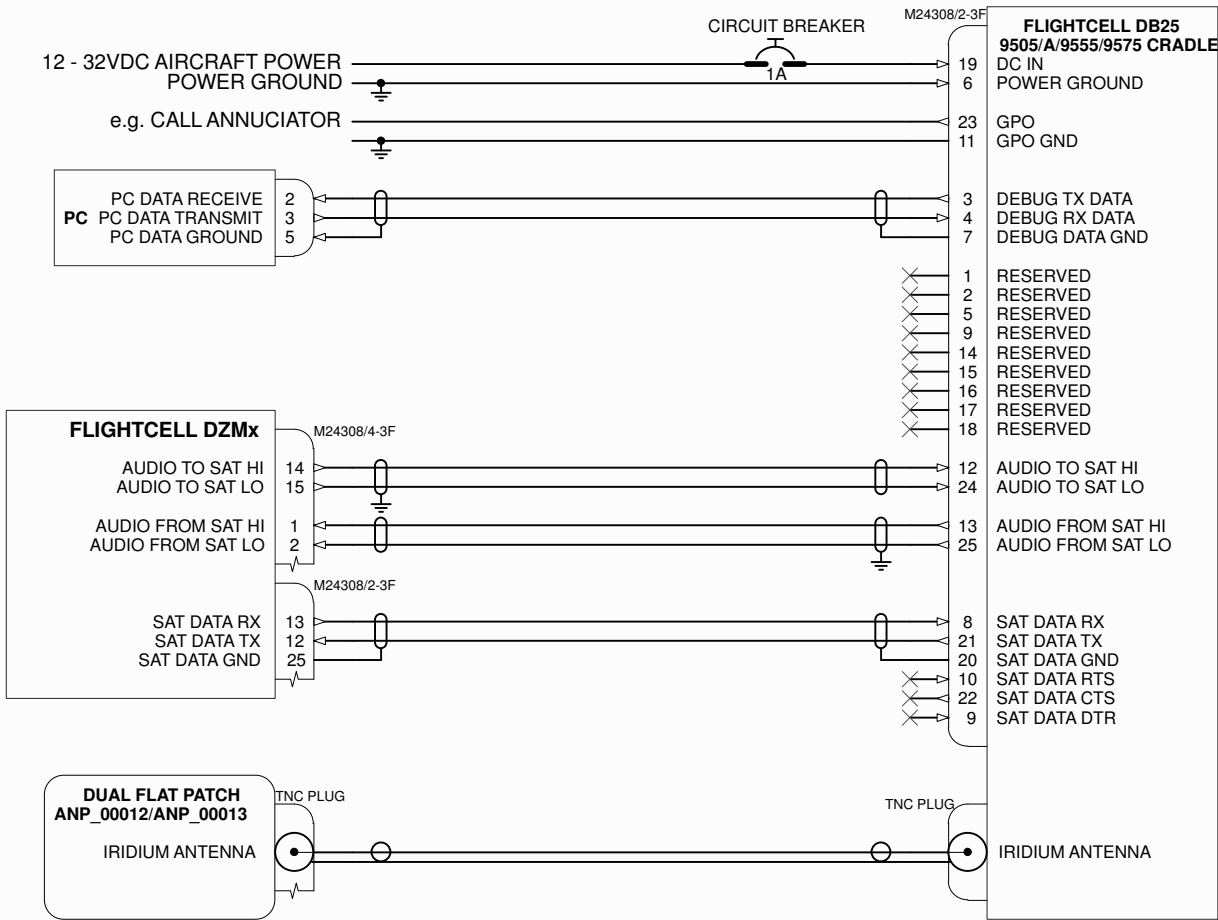 M24308/2-3F
FLIGHTCELL DB25
9505/A/9555/9575 CRADLE
CIRCUIT BREAKER
1A
12 - 32VDC AIRCRAFT POWER
19 DC IN
POWER GROUND
6 POWER GROUND
e.g. CALL ANNUCIATOR
23 GPO
11 GPO GND
PC
PC DATA RECEIVE 2
3 DEBUG TX DATA
PC DATA TRANSMIT 3
4 DEBUG RX DATA
PC DATA GROUND 5
7 DEBUG DATA GND
1 RESERVED
2 RESERVED
5 RESERVED
9 RESERVED
14 RESERVED
15 RESERVED
16 RESERVED
17 RESERVED
18 RESERVED
FLIGHTCELL DZMx
M24308/4-3F
AUDIO TO SAT HI 14
12 AUDIO TO SAT HI
AUDIO TO SAT LO 15
24 AUDIO TO SAT LO
AUDIO FROM SAT HI 1
13 AUDIO FROM SAT HI
AUDIO FROM SAT LO 2
25 AUDIO FROM SAT LO
M24308/2-3F
SAT DATA RX 13
8 SAT DATA RX
SAT DATA TX 12
21 SAT DATA TX
SAT DATA GND 25
20 SAT DATA GND
10 SAT DATA RTS
22 SAT DATA CTS
9 SAT DATA DTR
DUAL FLAT PATCH
ANP_00012/ANP_00013
TNC PLUG
TNC PLUG
IRIDIUM ANTENNA
IRIDIUM ANTENNA